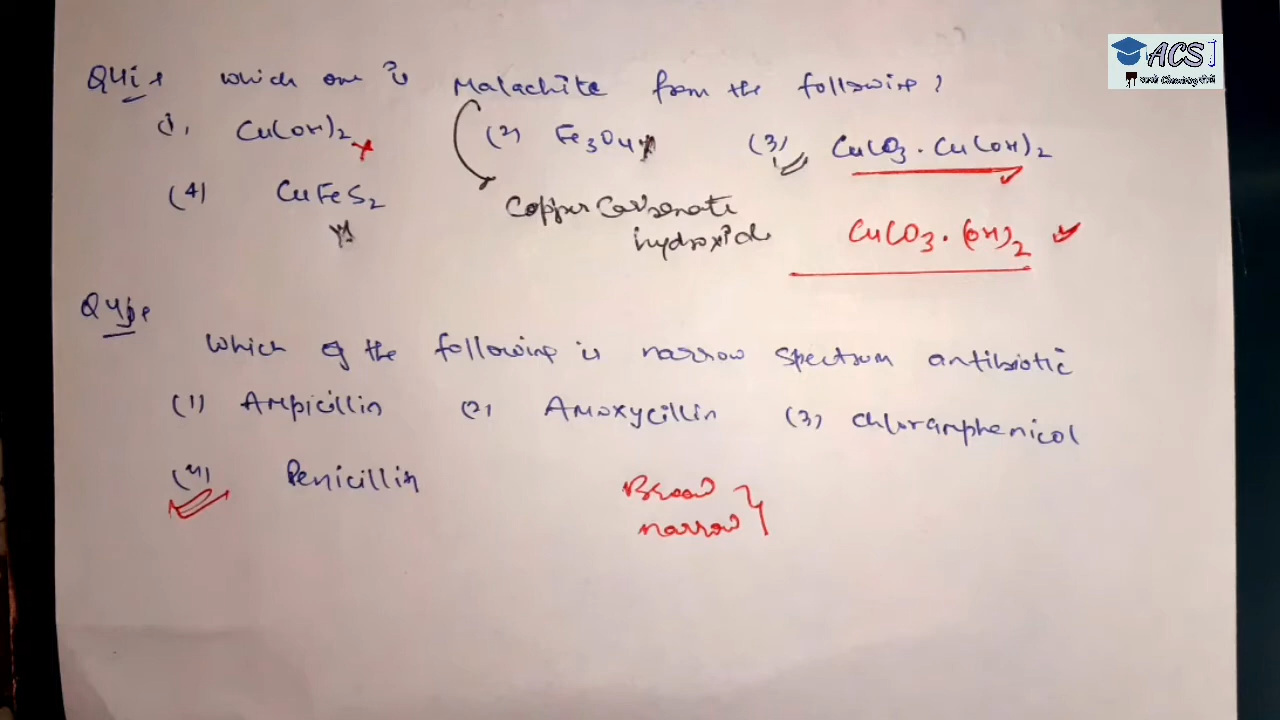 Q41: which one is Malachite from the following?
(1) Cu(OH)2 (2) Fe3O4 (3) CuCO3 · Cu(OH)2
(4) CuFeS2
Copper Carbonate
hydroxide
CuCO3 · (OH)2
Which of the following is narrow spectrum antibiotic
(1) Ampicillin (2) Amoxycillin (3) chloramphenicol
(4) Penicillin
Broad
narrow
ACS